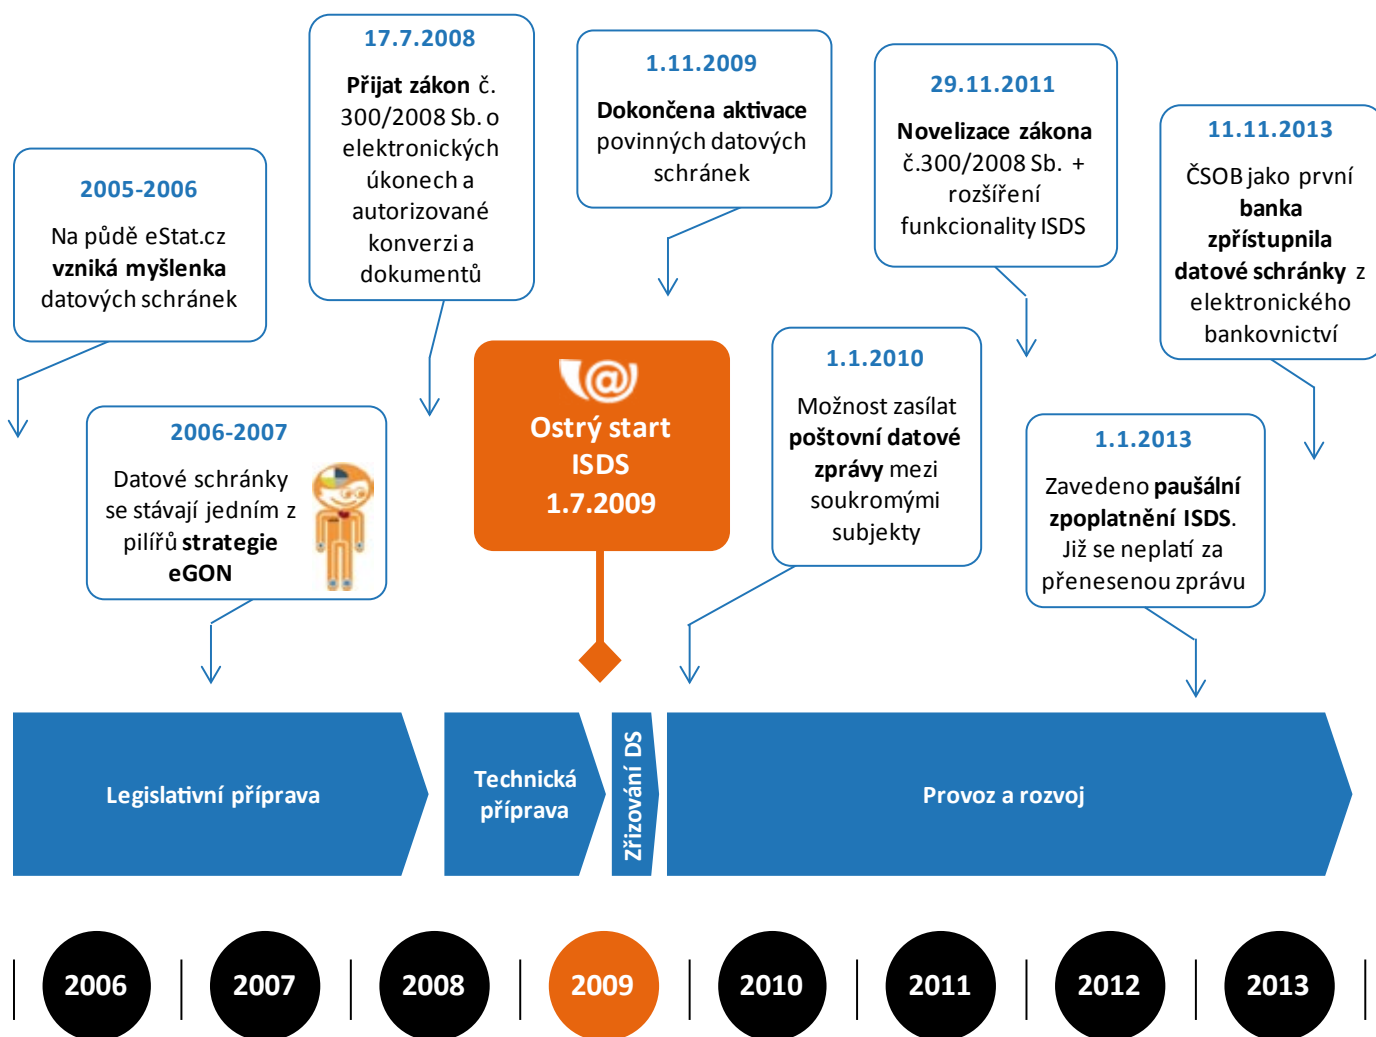 2005-2006
Na půdě eStat.cz
vzniká myšlenka
datových schránek
17.7.2008
Přijat zákon č.
300/2008 Sb. o
elektronických
úkonech a
autorizované
konverzi a
dokumentů
1.11.2009
Dokončena aktivace
povinných datových
schránek
29.11.2011
Novelizace zákona
č.300/2008 Sb. +
rozšíření
funkcionality ISDS
11.11.2013
ČSOB jako první
banka
zpřístupnila
datové schránky z
elektronického
bankovnictví
2006-2007
Datové schránky
se stávají jedním z
pilířů strategie
eGON
@
Ostrý start
ISDS
1.7.2009
1.1.2010
Možnost zasílat
poštovní datové
zprávy mezi
soukromými
subjekty
1.1.2013
Zavedeno paušální
zpoplatnění ISDS.
Již se neplatí za
přenesenou zprávu
Legislativní příprava
Technická
příprava
Zřizování DS
Provoz a rozvoj
2006
2007
2008
2009
2010
2011
2012
2013